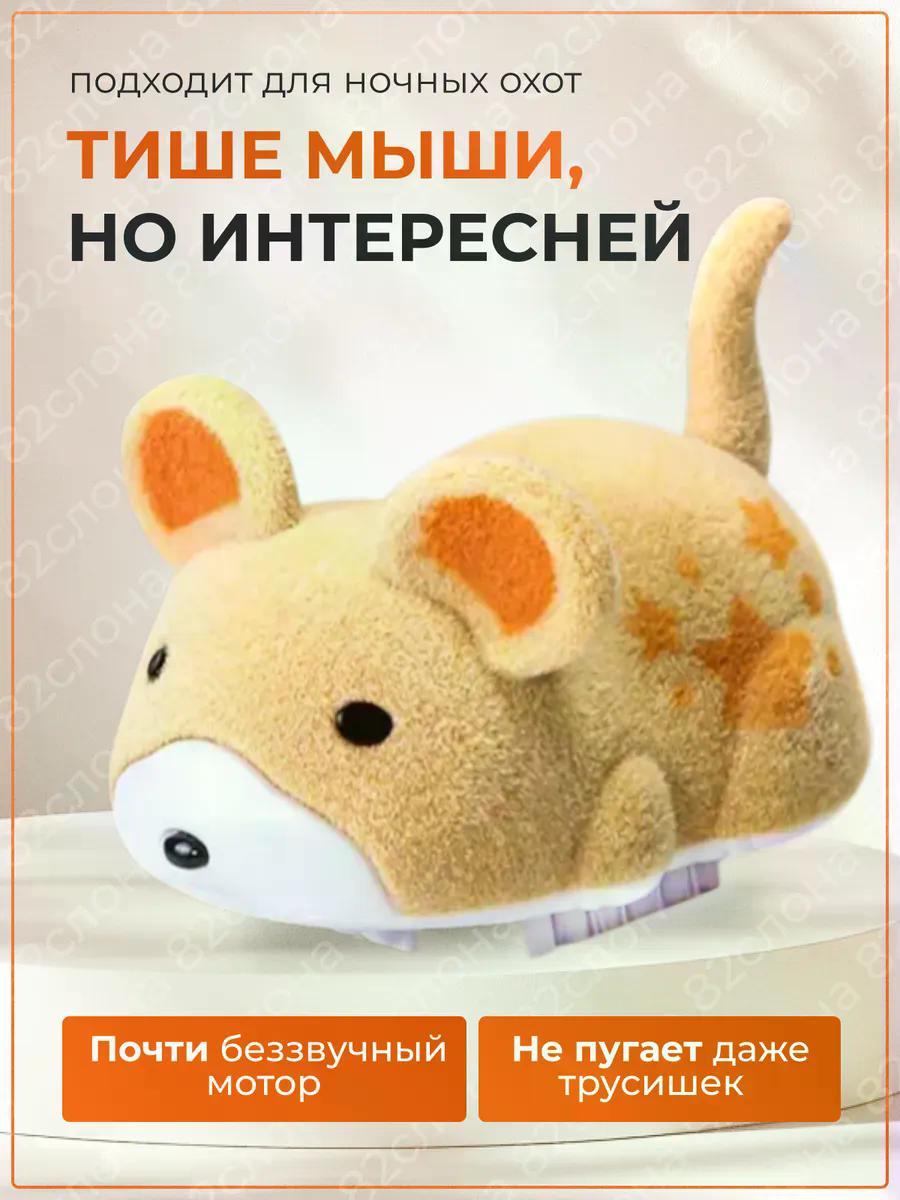 подходит для ночных охот
ТИШЕ МЫШИ,
НО ИНТЕРЕСНЕЙ
Почти беззвучный
мотор
Не пугает даже
трусишек
82слона